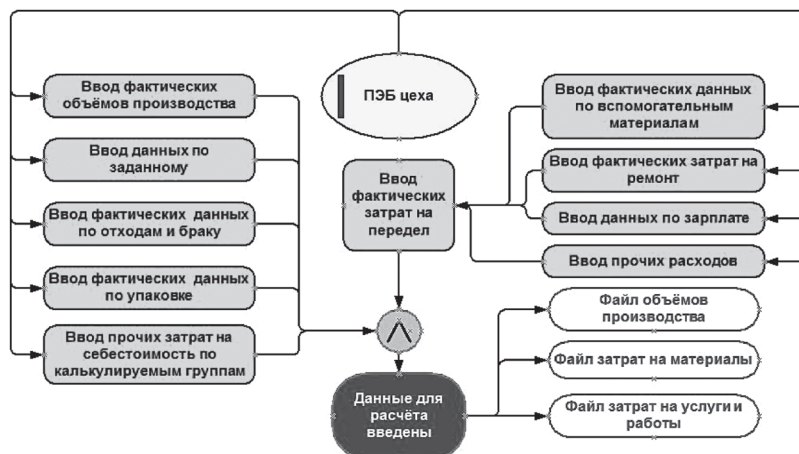 Ввод фактических
объёмов производства
Ввод данных по
заданному
Ввод фактических данных
по отходам и браку
Ввод фактических данных
по упаковке
Ввод прочих затрат на
себестоимость по
калькулируемым группам
ПЭБ цеха
Ввод
фактических
затрат на
передел
Данные для
расчёта
введены
Ввод фактических данных
по вспомогательным
материалам
Ввод фактических затрат на
ремонт
Ввод данных по зарплате
Ввод прочих расходов
Файл объёмов
производства
Файл затрат на материалы
Файл затрат на услуги и
работы